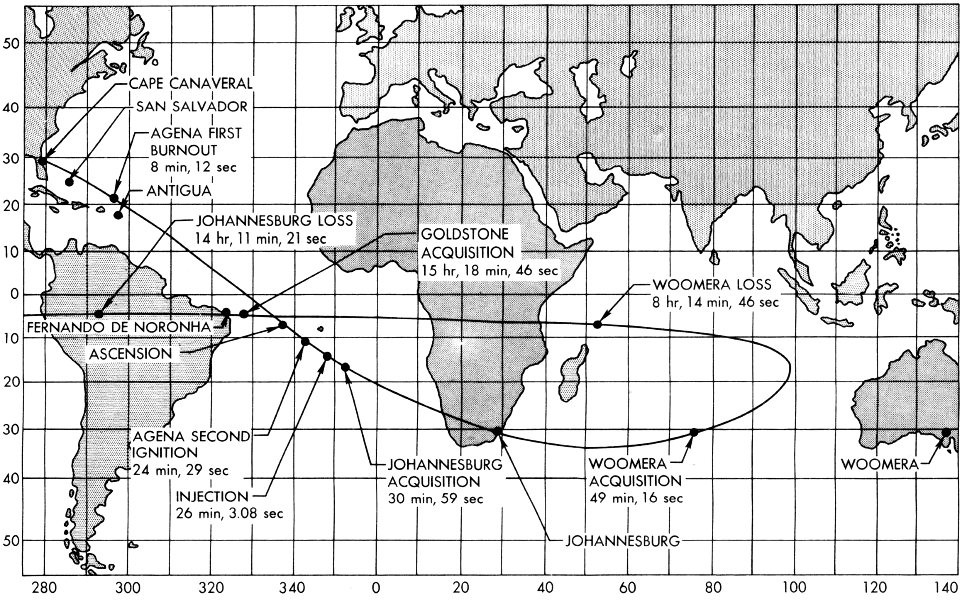 50
40
30
20
10
0
10
20
30
40
50
CAPE CANAVERAL
SAN SALVADOR
AGENA FIRST
BURNOUT
8 min, 12 sec
ANTIGUA
JOHANNESBURG LOSS
14 hr, 11 min, 21 sec
GOLDSTONE
ACQUISITION
15 hr, 18 min, 46 sec
WOOMERA LOSS
8 hr, 14 min, 46 sec
FERNANDO DE NORONHA
ASCENSION
AGENA SECOND
IGNITION
24 min, 29 sec
INJECTION
26 min, 3.08 sec
JOHANNESBURG
ACQUISITION
30 min, 59 sec
WOOMERA
ACQUISITION
49 min, 16 sec
WOOMERA
JOHANNESBURG
280
300
320
340
0
20
40
60
80
100
120
140